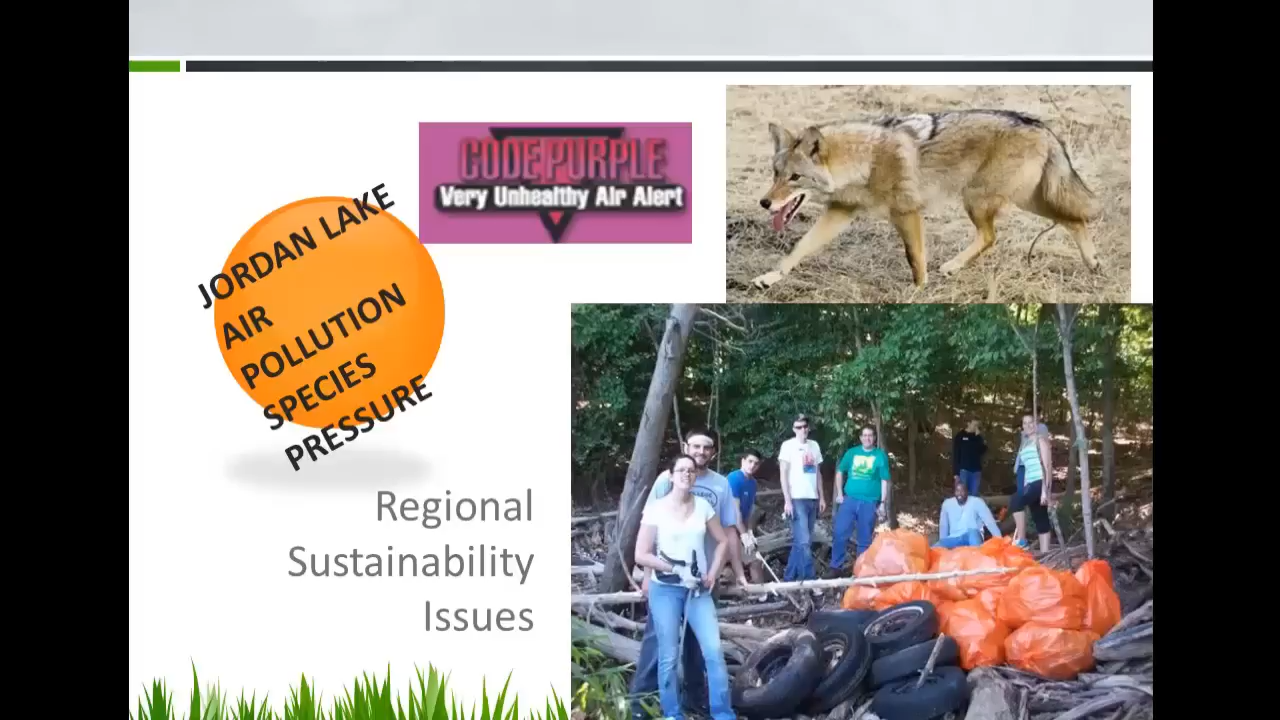 CODE PURPLE
Very Unhealthy Air Alert
JORDAN LAKE
AIR
POLLUTION
SPECIES
PRESSURE
Regional
Sustainability
Issues